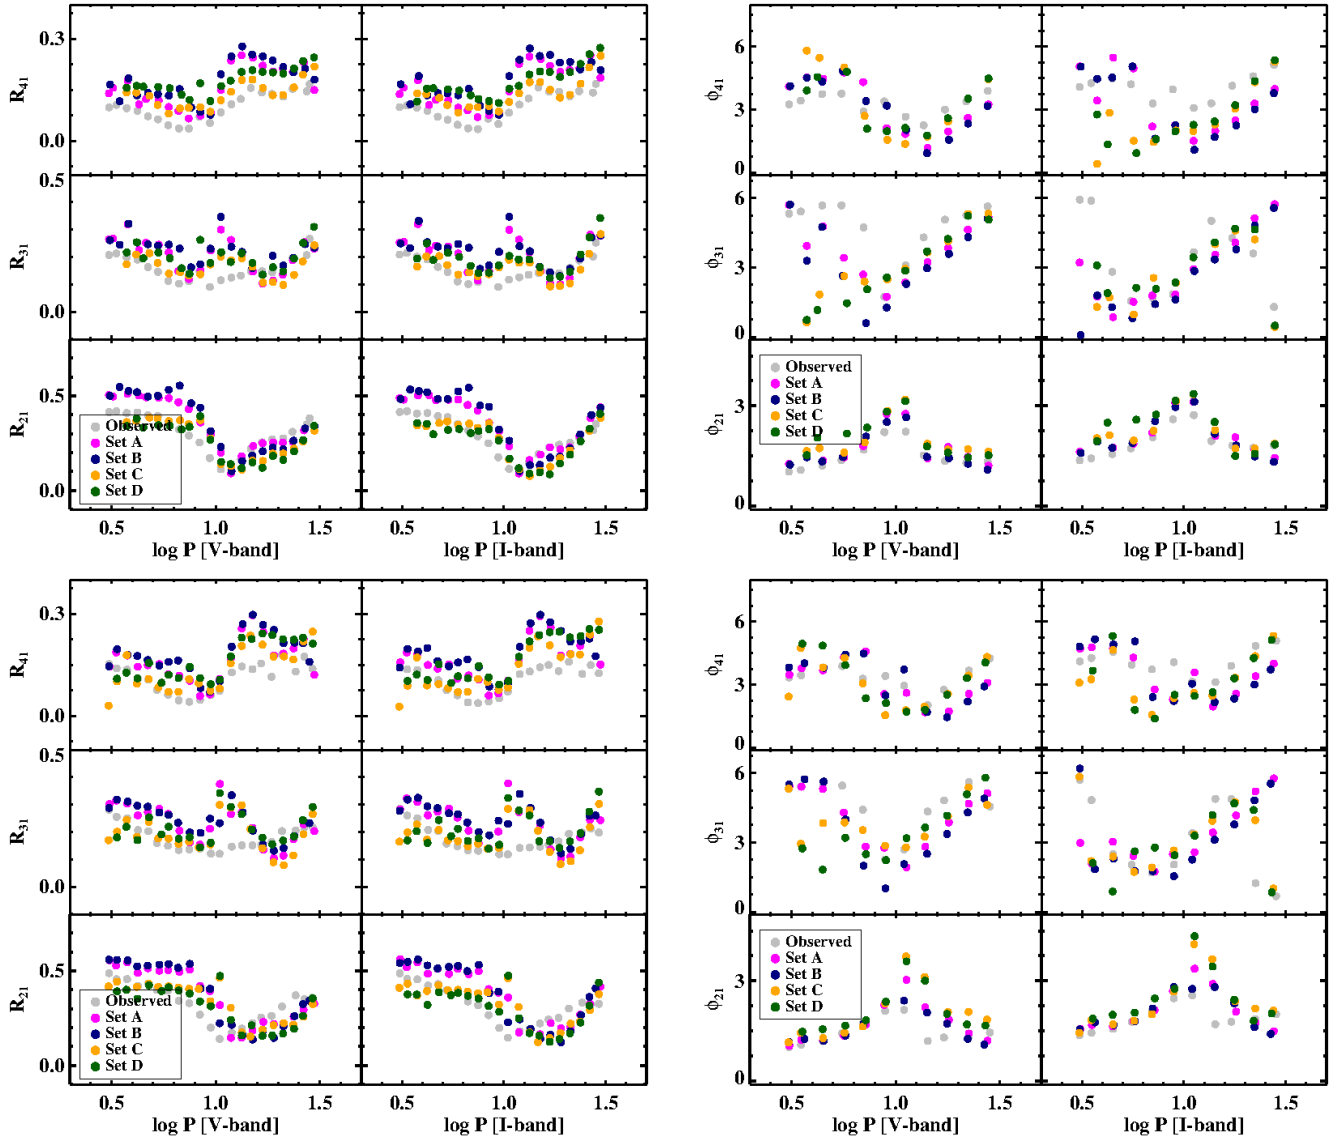 R41
0.3
0.0
R31
0.5
0.0
R21
0.5
0.0
Observed
Set A
Set B
Set C
Set D
0.5 1.0 1.5 0.5 1.0 1.5
log P [V-band] log P [I-band]
ϕ41
6
3
0
ϕ31
6
3
0
ϕ21
3
0
Observed
Set A
Set B
Set C
Set D
0.5 1.0 1.5 0.5 1.0 1.5
log P [V-band] log P [I-band]
R41
0.3
0.0
R31
0.5
0.0
R21
0.5
0.0
Observed
Set A
Set B
Set C
Set D
0.5 1.0 1.5 0.5 1.0 1.5
log P [V-band] log P [I-band]
ϕ41
6
3
0
ϕ31
6
3
0
ϕ21
3
0
Observed
Set A
Set B
Set C
Set D
0.5 1.0 1.5 0.5 1.0 1.5
log P [V-band] log P [I-band]